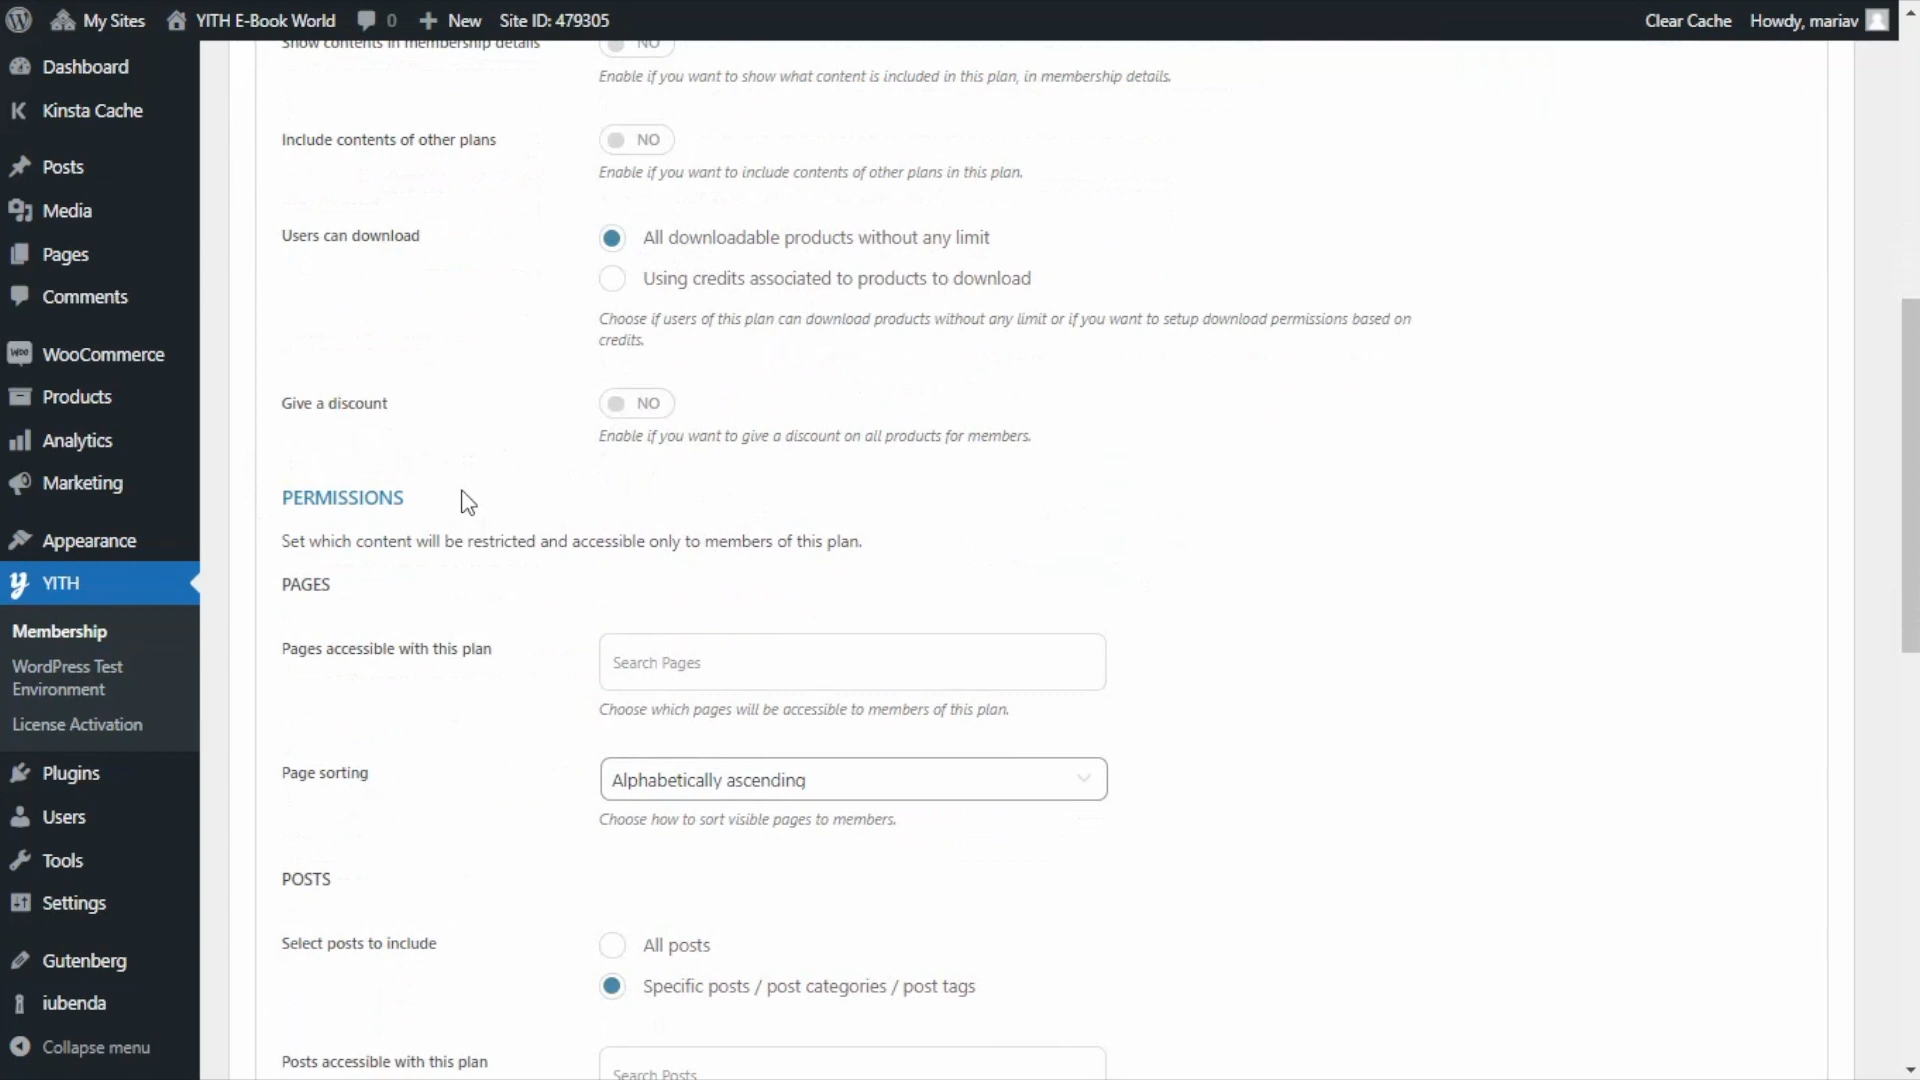 My Sites
YITH E-Book World
0
New
Site ID: 479305
Clear Cache
Howdy, mariav
Dashboard
Kinsta Cache
Posts
Media
Pages
Comments
WooCommerce
Products
Analytics
Marketing
Appearance
YITH
Membership
WordPress Test
Environment
License Activation
Plugins
Users
Tools
Settings
Gutenberg
iubenda
Collapse menu
Show contents in membership details
NO
Enable if you want to show what content is included in this plan, in membership details.
Include contents of other plans
NO
Enable if you want to include contents of other plans in this plan.
Users can download
All downloadable products without any limit
Using credits associated to products to download
Choose if users of this plan can download products without any limit or if you want to setup download permissions based on
credits.
Give a discount
NO
Enable if you want to give a discount on all products for members.
PERMISSIONS
Set which content will be restricted and accessible only to members of this plan.
PAGES
Pages accessible with this plan
Search Pages
Choose which pages will be accessible to members of this plan.
Page sorting
Alphabetically ascending
Choose how to sort visible pages to members.
POSTS
Select posts to include
All posts
Specific posts / post categories / post tags
Posts accessible with this plan
Search Posts